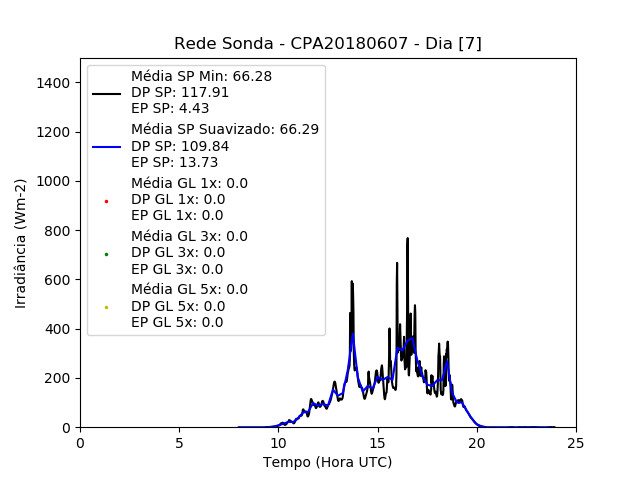 Rede Sonda - CPA20180607 - Dia [7]
Média SP Min: 66.28
DP SP: 117.91
EP SP: 4.43
Média SP Suavizado: 66.29
DP SP: 109.84
EP SP: 13.73
Média GL 1x: 0.0
DP GL 1x: 0.0
EP GL 1x: 0.0
Média GL 3x: 0.0
DP GL 3x: 0.0
EP GL 3x: 0.0
Média GL 5x: 0.0
DP GL 5x: 0.0
EP GL 5x: 0.0
Irradiância (Wm-2)
1400
1200
1000
800
600
400
200
0
0 5 10 15 20 25
Tempo (Hora UTC)